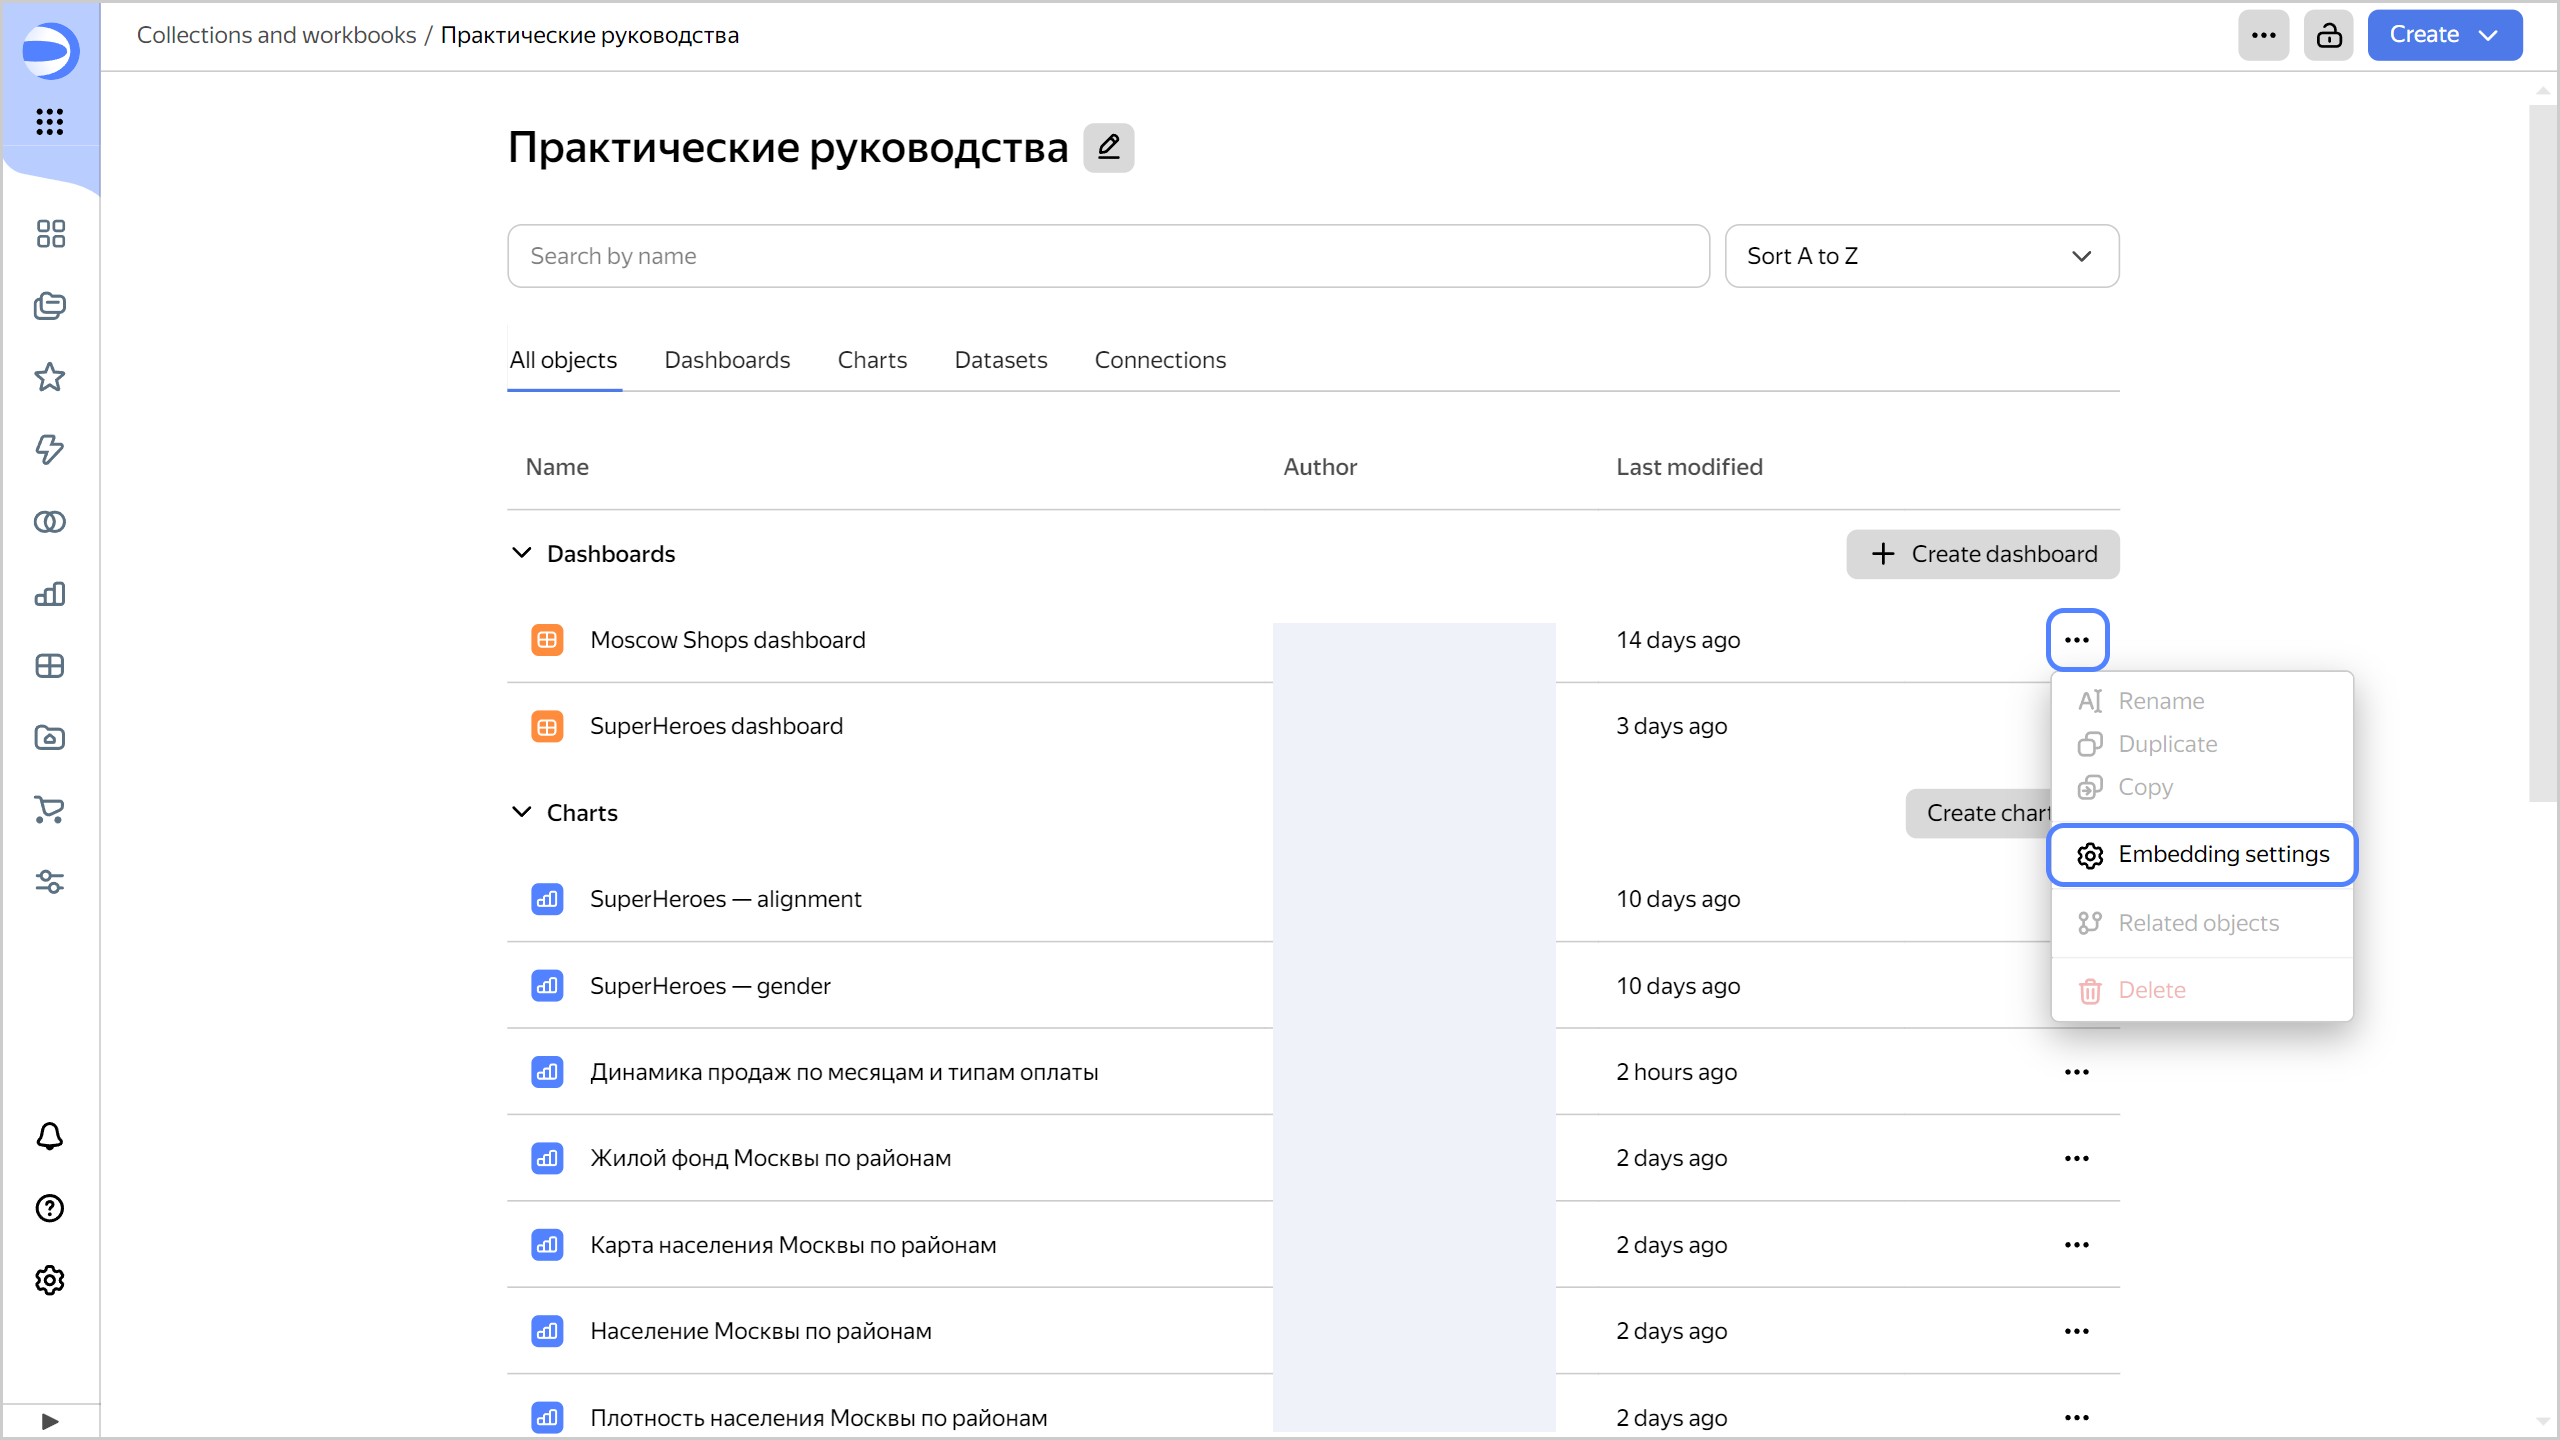 Collections and workbooks / Практические руководства
Create
Практические руководства
Search by name
Sort A to Z
All objects Dashboards Charts Datasets Connections
Name Author Last modified
Dashboards Create dashboard
Moscow Shops dashboard 14 days ago
SuperHeroes dashboard 3 days ago
Rename
Duplicate
Copy
Embedding settings
Related objects
Delete
Charts Create chart
SuperHeroes — alignment 10 days ago
SuperHeroes — gender 10 days ago
Динамика продаж по месяцам и типам оплаты 2 hours ago
Жилой фонд Москвы по районам 2 days ago
Карта населения Москвы по районам 2 days ago
Население Москвы по районам 2 days ago
Плотность населения Москвы по районам 2 days ago